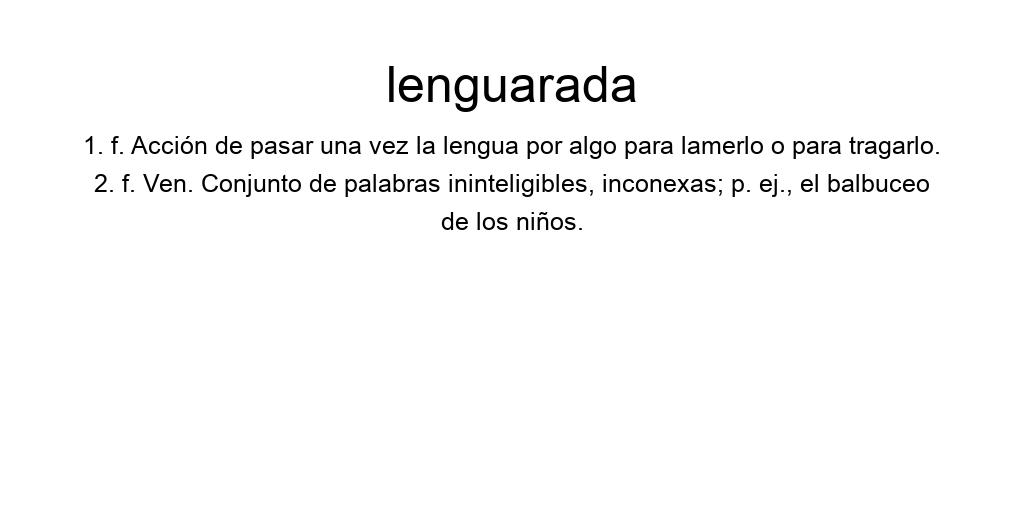 lenguarada
1. f. Acción de pasar una vez la lengua por algo para lamerlo o para tragarlo.
2. f. Ven. Conjunto de palabras ininteligibles, inconexas; p. ej., el balbuceo
de los niños.